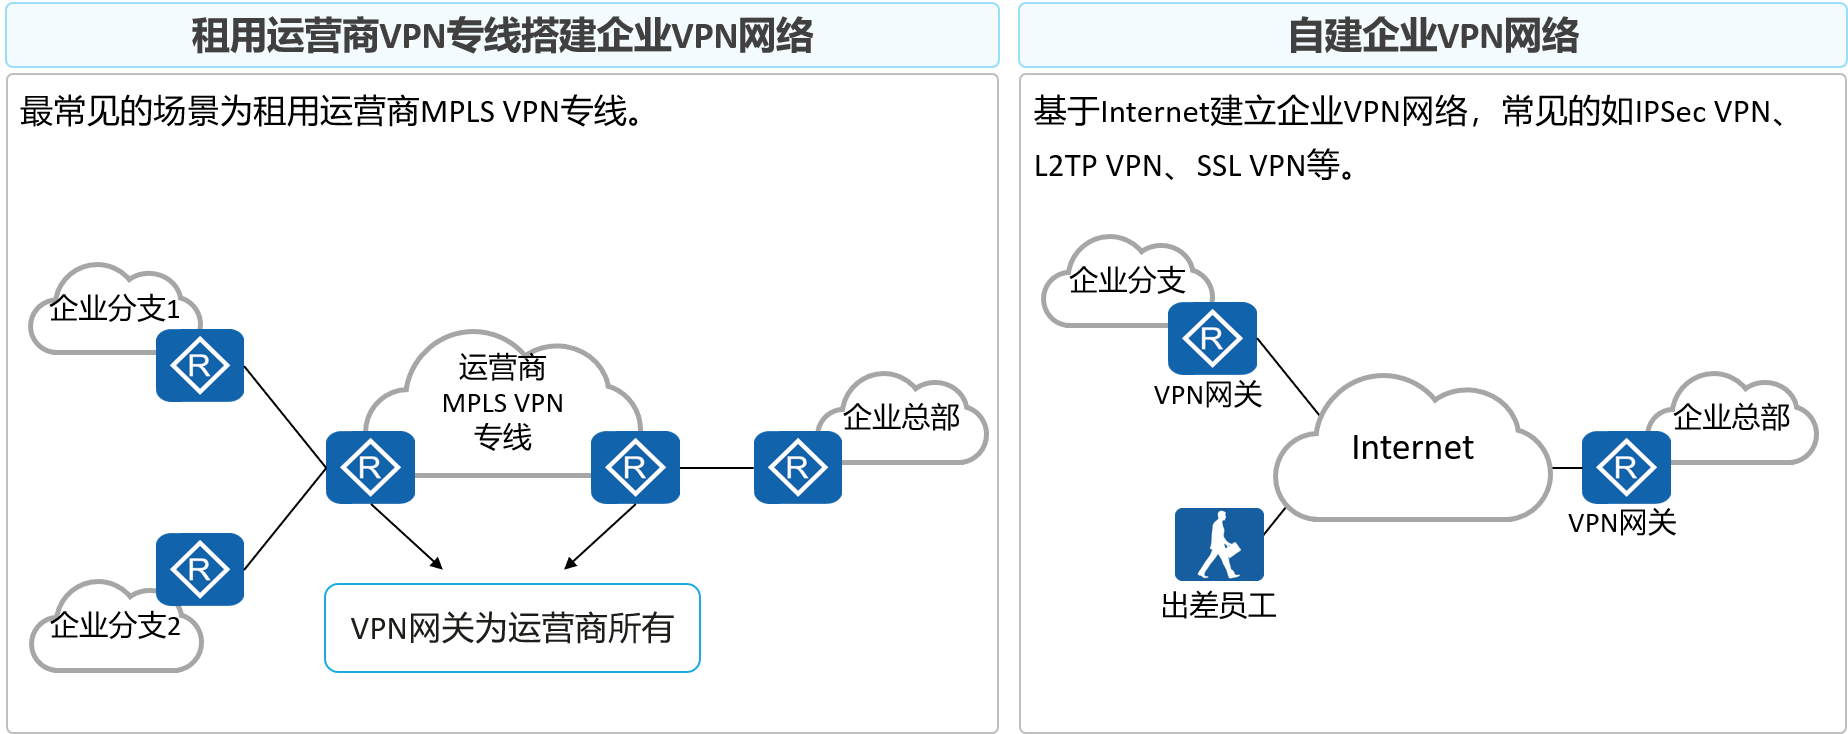 租用运营商VPN专线搭建企业VPN网络
最常见的场景为租用运营商MPLS VPN专线。
企业分支1
R
运营商
MPLS VPN
专线
企业总部
R
R
R
R
企业分支2
VPN网关为运营商所有
自建企业VPN网络
基于Internet建立企业VPN网络，常见的如IPSec VPN、
L2TP VPN、SSL VPN等。
企业分支
R
VPN网关
Internet
企业总部
R
VPN网关
出差员工